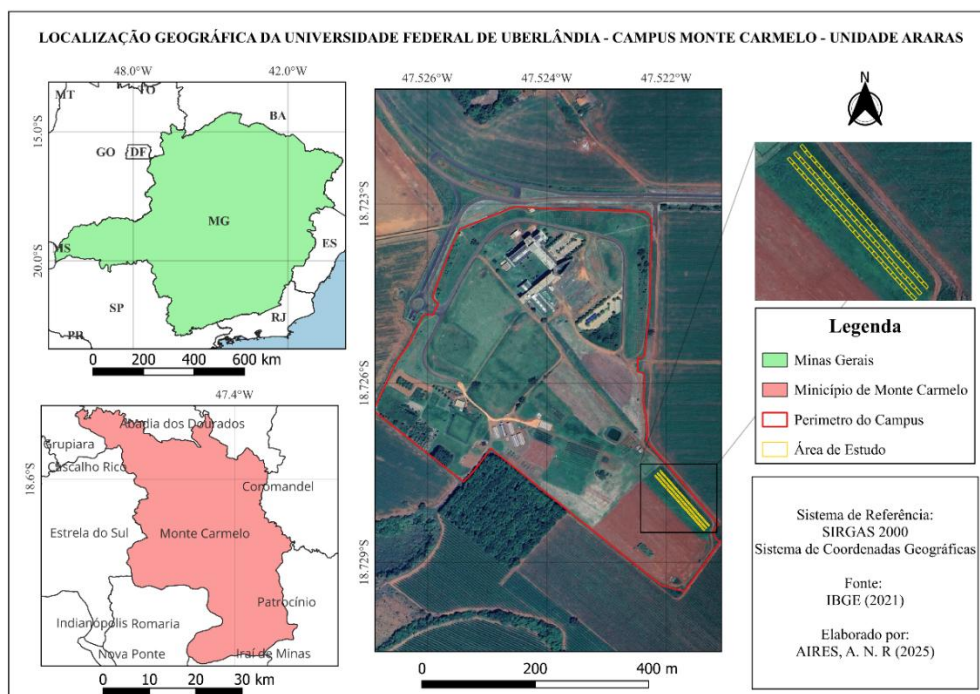 LOCALIZAÇÃO GEOGRÁFICA DA UNIVERSIDADE FEDERAL DE UBERLÂNDIA - CAMPUS MONTE CARMELO - UNIDADE ARARAS
48.0°W 42.0°W
MT TO BA
15.0°S
GO DF
MG
MS ES
20.0°S
SP
RJ
PR
0 200 400 600 km
47.4°W
Abadia dos Dourados
Grupiara
Cascalho Rico
18.6°S
Coromandel
Estrela do Sul Monte Carmelo
Patrocínio
Indianópolis Romaria
Nova Ponte Iraí de Minas
0 10 20 30 km
47.526°W 47.524°W 47.522°W
18.723°S
18.726°S
18.729°S
0 200 400 m
N
Legenda
Minas Gerais
Minicípio de Monte Carmelo
Perimetro do Campus
Área de Estudo
Sistema de Referência:
SIRGAS 2000
Sistema de Coordenadas Geográficas
Fonte:
IBGE (2021)
Elaborado por:
AIRES, A. N. R (2025)